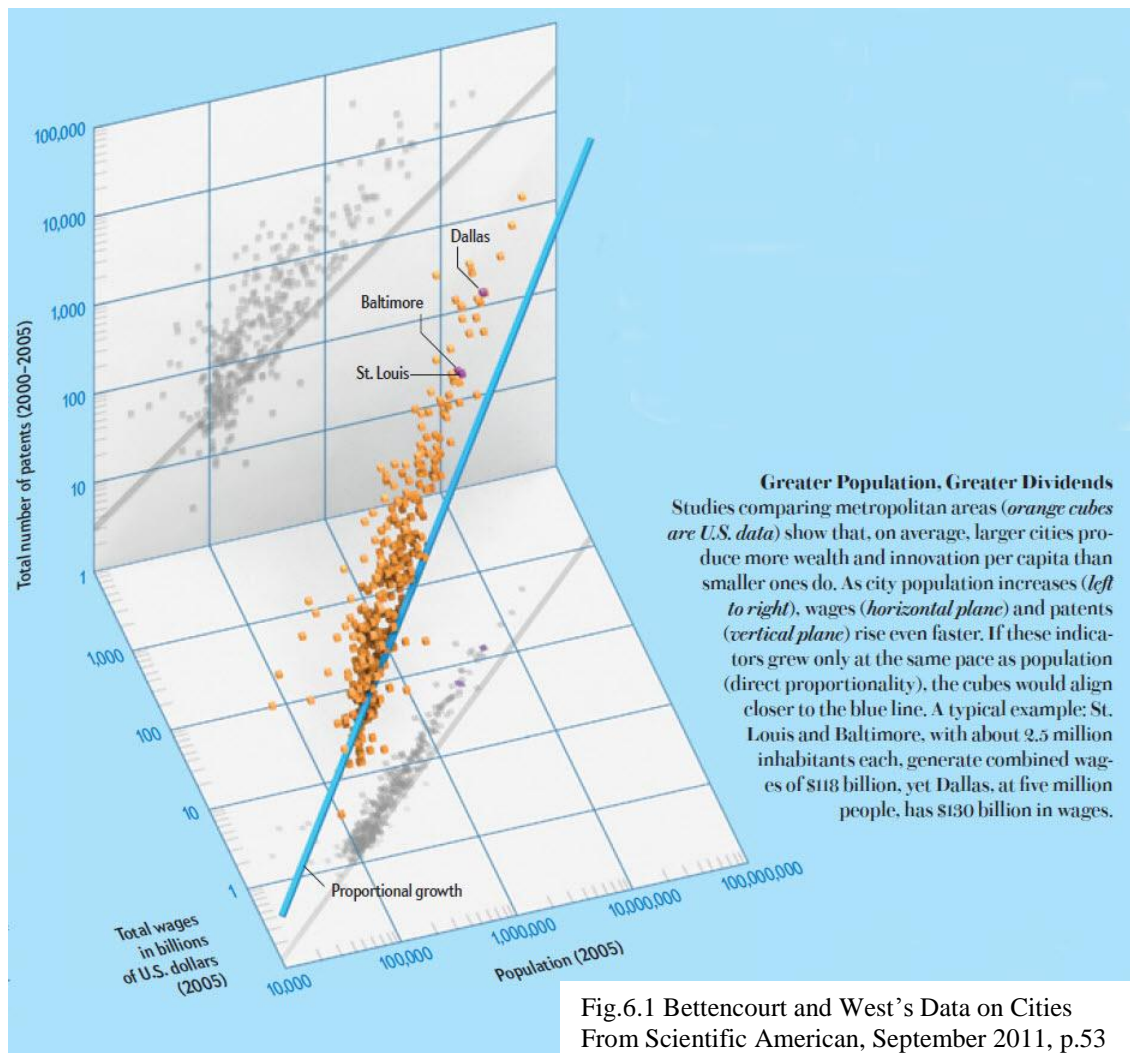 100,000
10,000
1,000
100
10
1
Total number of patents (2000–2005)
Dallas
Baltimore
St. Louis
1,000
100
10
1
Total wages
in billions
of U.S. dollars
(2005)
Proportional growth
10,000
100,000
1,000,000
10,000,000
100,000,000
Population (2005)
Greater Population, Greater Dividends
Studies comparing metropolitan areas (orange cubes
are U.S. data) show that, on average, larger cities pro-
duce more wealth and innovation per capita than
smaller ones do. As city population increases (left
to right), wages (horizontal plane) and patents
(vertical plane) rise even faster. If these indica-
tors grew only at the same pace as population
(direct proportionality), the cubes would align
closer to the blue line. A typical example: St.
Louis and Baltimore, with about 2.5 million
inhabitants each, generate combined wag-
es of $118 billion, yet Dallas, at five million
people, has $130 billion in wages.
Fig.6.1 Bettencourt and West’s Data on Cities
From Scientific American, September 2011, p.53